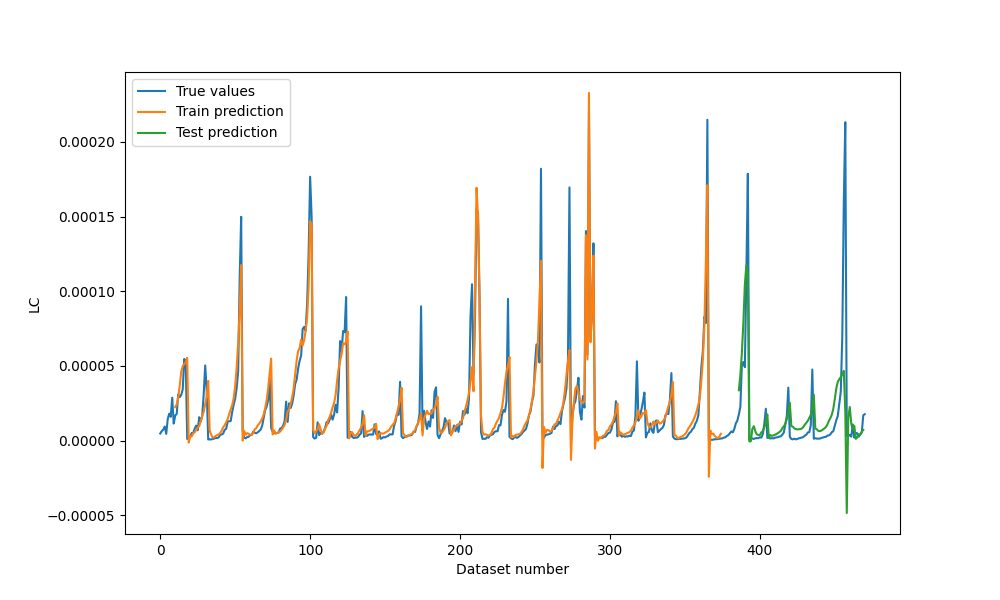 True values
Train prediction
Test prediction
0.00020
0.00015
0.00010
0.00005
0.00000
−0.00005
LC
0 100 200 300 400
Dataset number